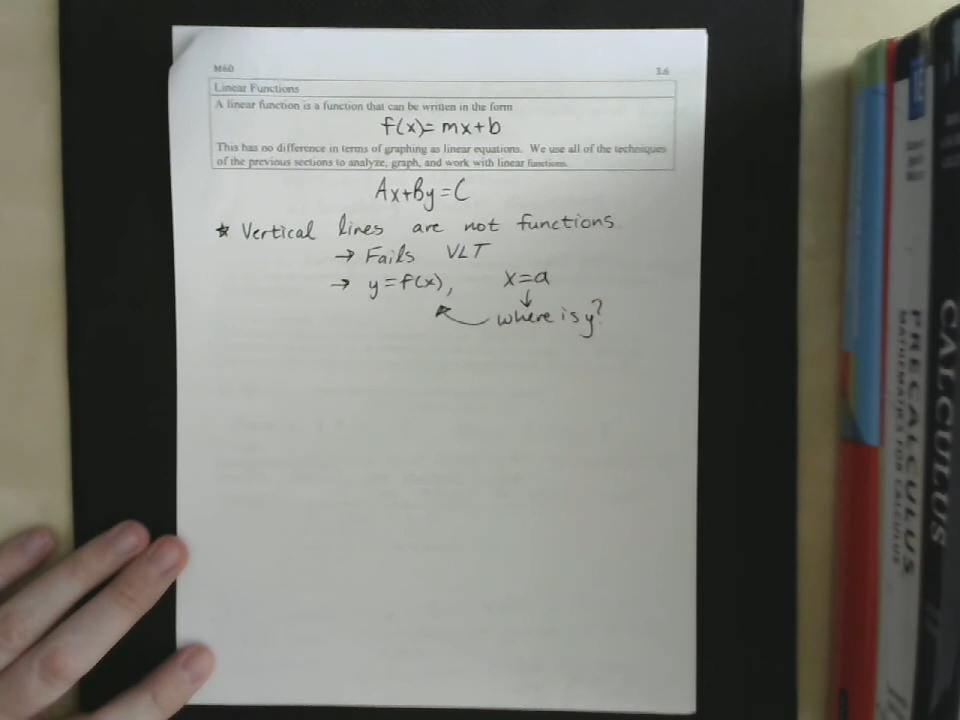 M60
3.6
Linear Functions
A linear function is a function that can be written in the form
f(x)= mx+b
This has no difference in terms of graphing as linear equations. We use all of the techniques
of the previous sections to analyze, graph, and work with linear functions.
Ax+By=C
* Vertical lines are not functions
→ Fails VLT
→ y=f(x), x=a
where is y?
PRECALCULUS
MATHEMATICS FOR CALCULUS
CALCULUS